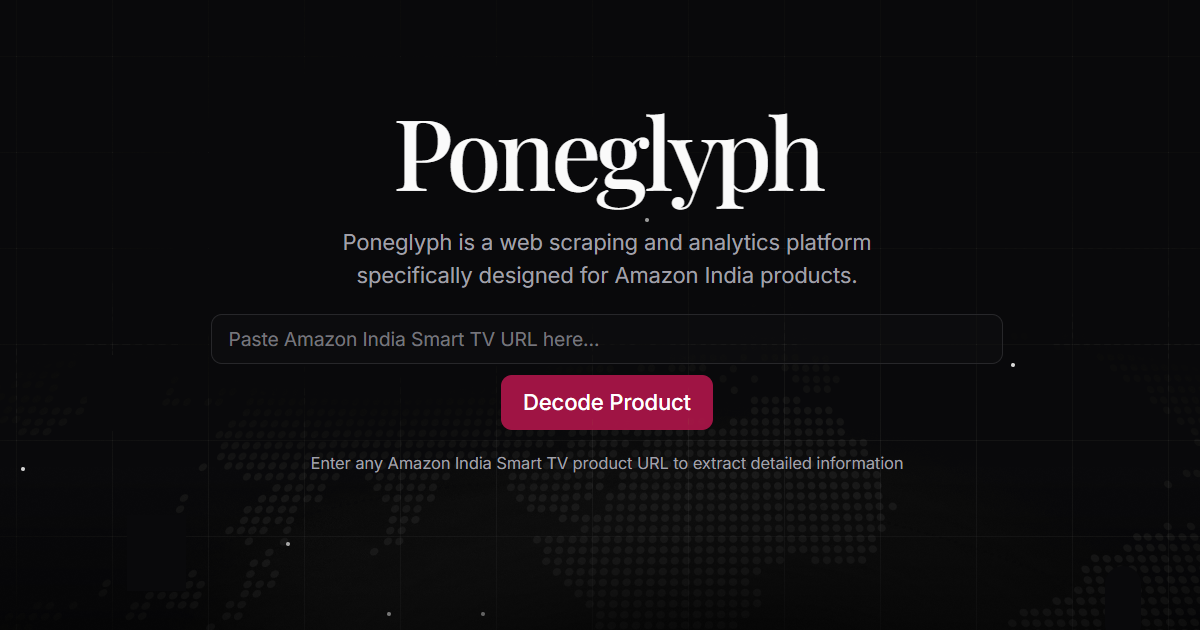 Poneglyph
Poneglyph is a web scraping and analytics platform
specifically designed for Amazon India products.
Paste Amazon India Smart TV URL here...
Decode Product
Enter any Amazon India Smart TV product URL to extract detailed information